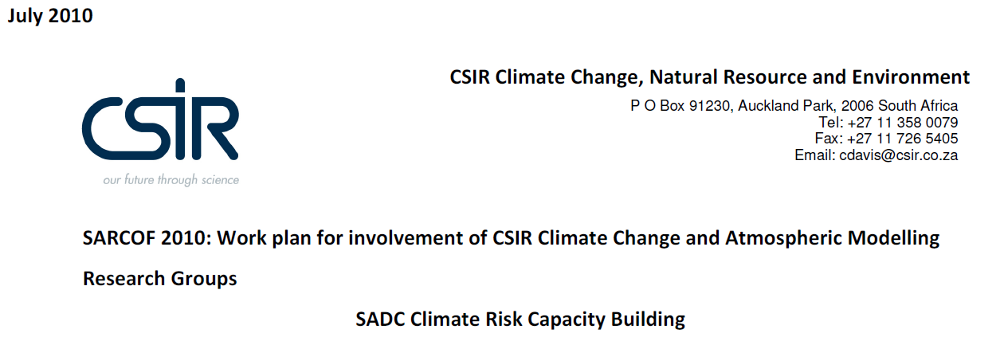 July 2010
CSIR Climate Change, Natural Resource and Environment
P O Box 91230, Auckland Park, 2006 South Africa
Tel: +27 11 358 0079
Fax: +27 11 726 5405
Email: cdavis@csir.co.za
CSIR
our future through science
SARCOF 2010: Work plan for involvement of CSIR Climate Change and Atmospheric Modelling
Research Groups
SADC Climate Risk Capacity Building